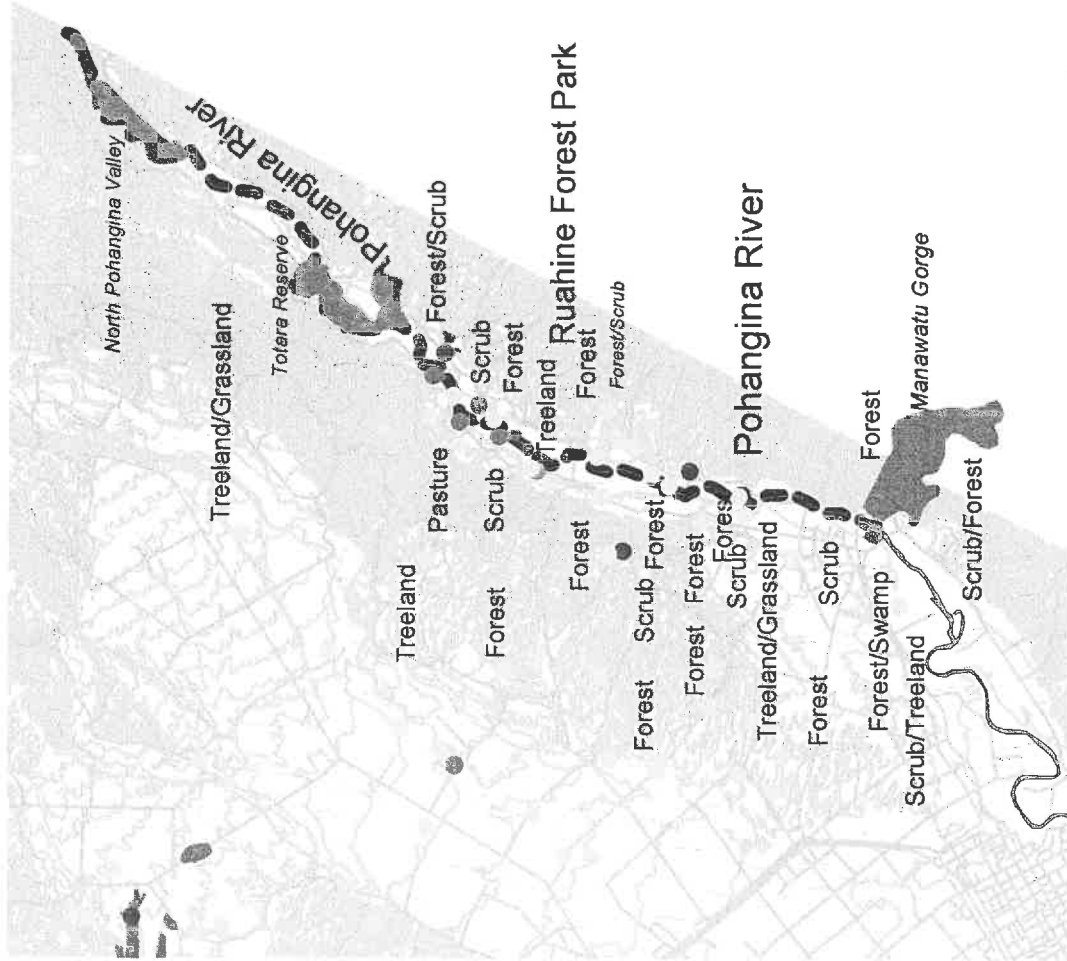 North Pohangina Valley
Pohangina River
Totara Reserve
Treeland/Grassland
Forest/Scrub
Scrub
Forest
Ruahine Forest Park
Treeland
Forest
Forest/Scrub
Pasture
Scrub
Treeland
Forest
Forest
Pohangina River
Forest
Scrub
Forest
Forest
Forest
Fores
Scrub
Treeland/Grassland
Scrub
Forest
Forest
Manawatu Gorge
Forest/Swamp
Scrub/Treeland
Scrub/Forest